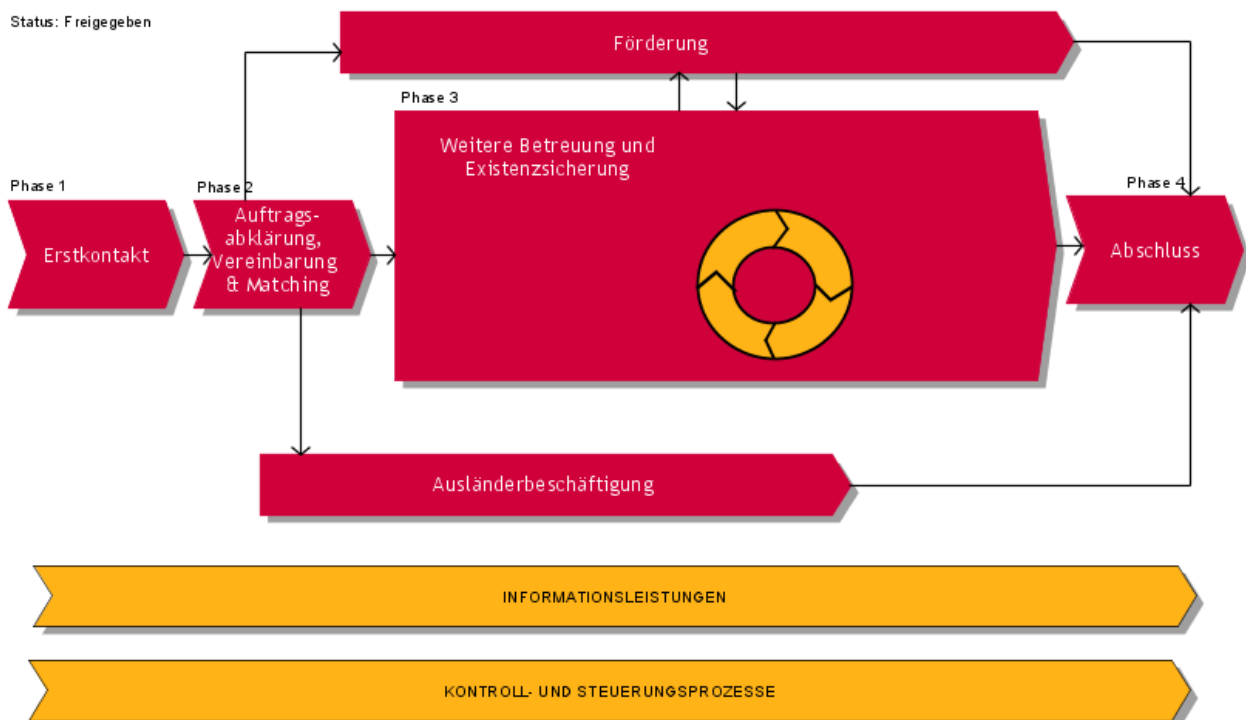 Status: Freigegeben
Förderung
Phase 3
Weitere Betreuung und
Existenzsicherung
Phase 1
Erstkontakt
Phase 2
Auftrags-
abklärung,
Vereinbarung
& Matching
Phase 4
Abschluss
Ausländerbeschäftigung
INFORMATIONSLEISTUNGEN
KONTROLL- UND STEUERUNGSPROZESSE